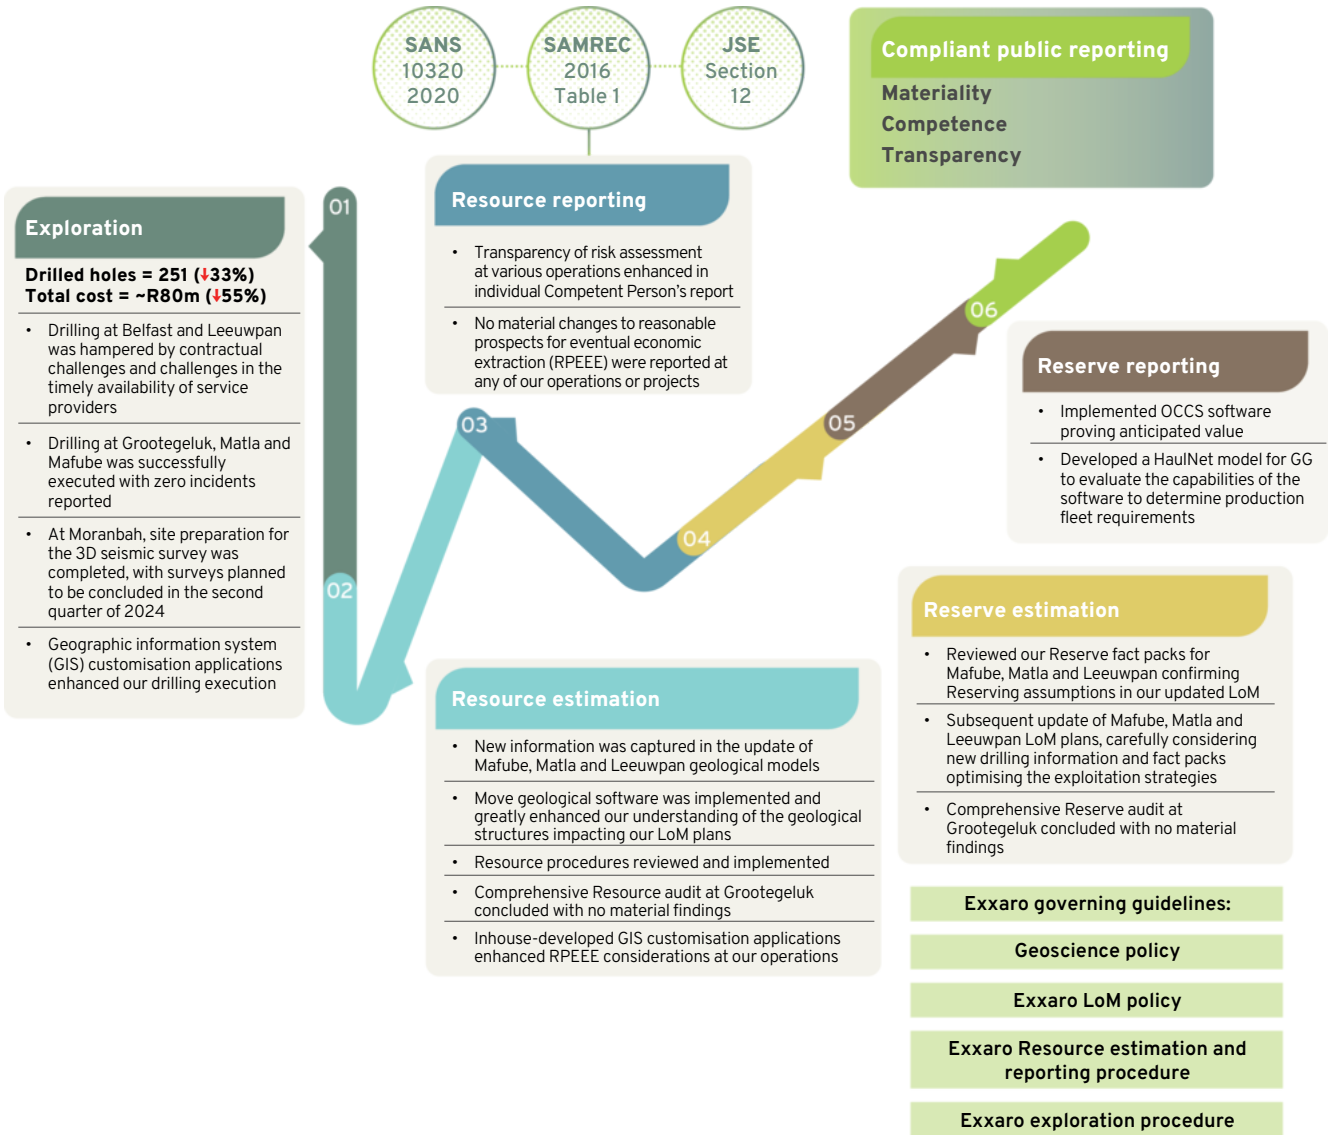 SANS
10320
2020
SAMREC
2016
Table 1
JSE
Section
12
Compliant public reporting
Materiality
Competence
Transparency
01
Exploration
Drilled holes = 251 (↓33%)
Total cost = ~R80m (↓55%)
• Drilling at Belfast and Leeuwpan
was hampered by contractual
challenges and challenges in the
timely availability of service
providers
• Drilling at Grootegeluk, Matla and
Mafube was successfully
executed with zero incidents
reported
• At Moranbah, site preparation for
the 3D seismic survey was
completed, with surveys planned
to be concluded in the second
quarter of 2024
• Geographic information system
(GIS) customisation applications
enhanced our drilling execution
02
Resource estimation
• New information was captured in the update of
Mafube, Matla and Leeuwpan geological models
• Move geological software was implemented and
greatly enhanced our understanding of the geological
structures impacting our LoM plans
• Resource procedures reviewed and implemented
• Comprehensive Resource audit at Grootegeluk
concluded with no material findings
• Inhouse-developed GIS customisation applications
enhanced RPEEE considerations at our operations
03
Resource reporting
• Transparency of risk assessment
at various operations enhanced in
individual Competent Person's report
• No material changes to reasonable
prospects for eventual economic
extraction (RPEEE) were reported at
any of our operations or projects
04
Reserve estimation
• Reviewed our Reserve fact packs for
Mafube, Matla and Leeuwpan confirming
Reserving assumptions in our updated LoM
• Subsequent update of Mafube, Matla and
Leeuwpan LoM plans, carefully considering
new drilling information and fact packs
optimising the exploitation strategies
• Comprehensive Reserve audit at
Grootegeluk concluded with no material
findings
05
Reserve reporting
• Implemented OCCS software
proving anticipated value
• Developed a HaulNet model for GG
to evaluate the capabilities of the
software to determine production
fleet requirements
06
Exxaro governing guidelines:
Geoscience policy
Exxaro LoM policy
Exxaro Resource estimation and
reporting procedure
Exxaro exploration procedure